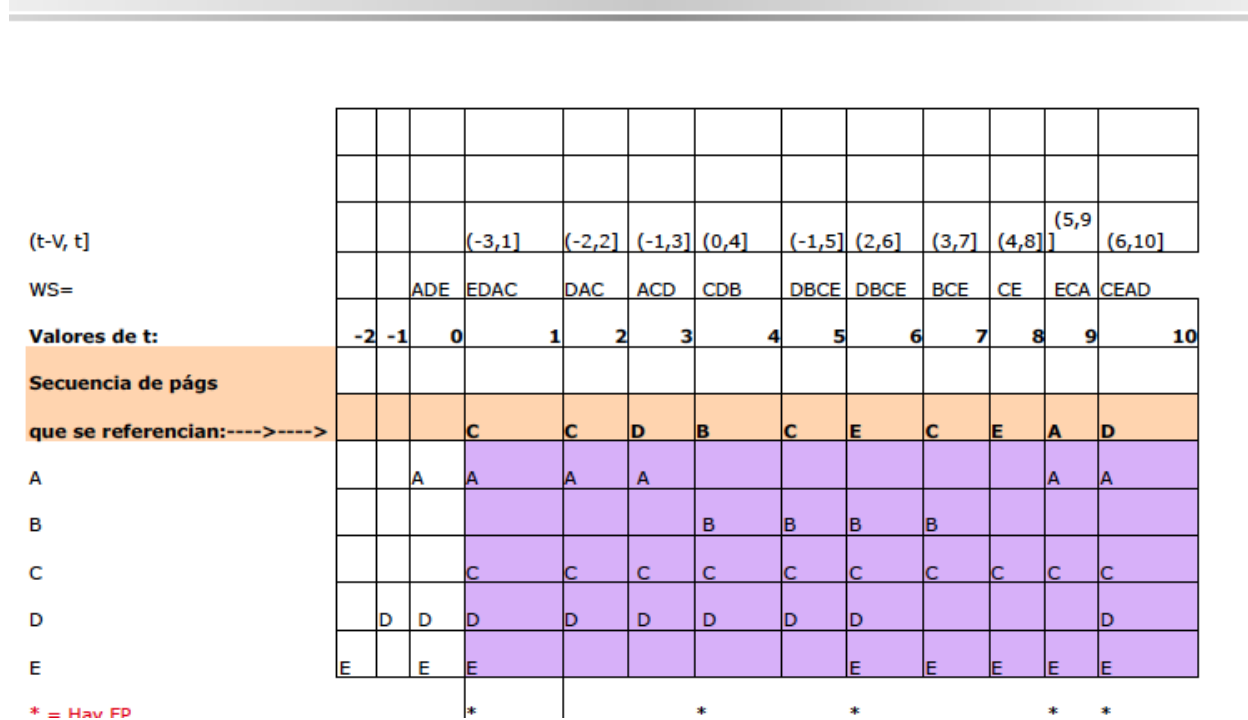 (t-V, t] (-3,1] (-2,2] (-1,3] (0,4] (-1,5] (2,6] (3,7] (4,8] (5,9] (6,10]
WS= ADE EDAC DAC ACD CDB DBCE DBCE BCE CE ECA CEAD
Valores de t: -2 -1 0 1 2 3 4 5 6 7 8 9 10
Secuencia de págs
que se referencian:---->----> C C D B C E C E A D
A A A A A A A
B B B B B
C C C C C C C C C C C
D D D D D D D D D D
E E E E E E E E E
* = Hay FP * * * * *